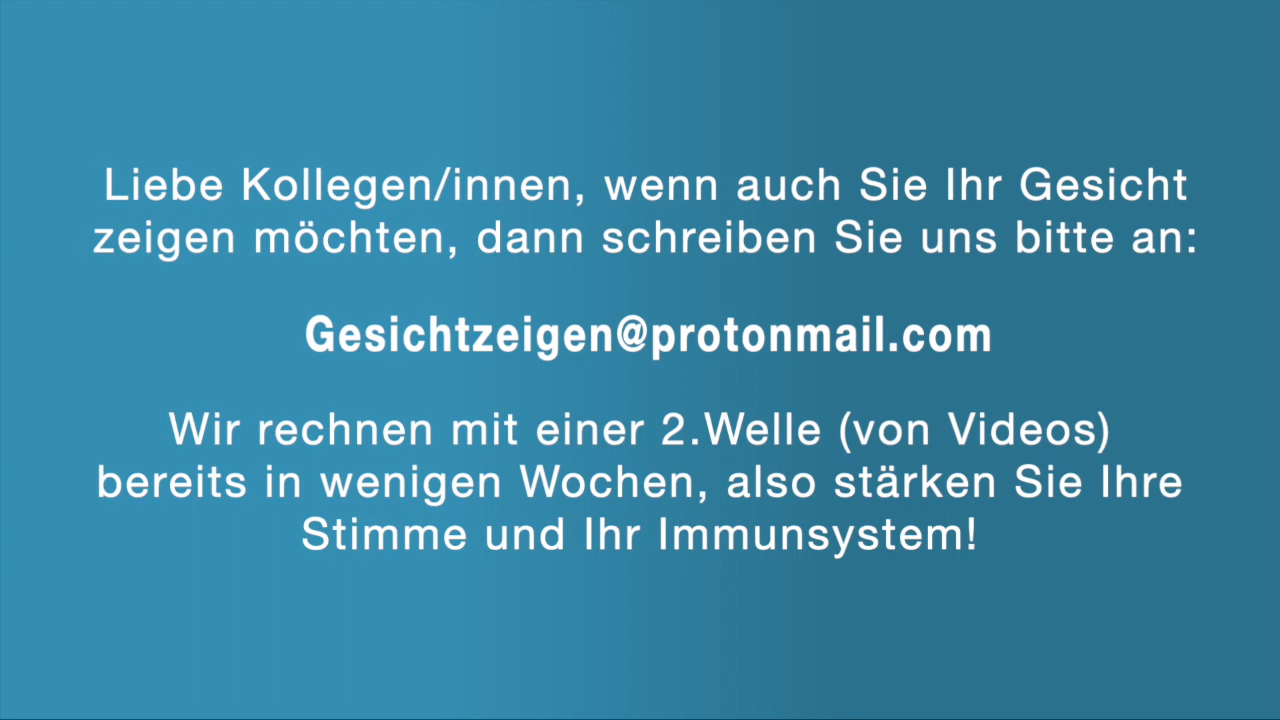 Liebe Kollegen/innen, wenn auch Sie Ihr Gesicht
zeigen möchten, dann schreiben Sie uns bitte an:
Gesichtzeigen@protonmail.com
Wir rechnen mit einer 2.Welle (von Videos)
bereits in wenigen Wochen, also stärken Sie Ihre
Stimme und Ihr Immunsystem!